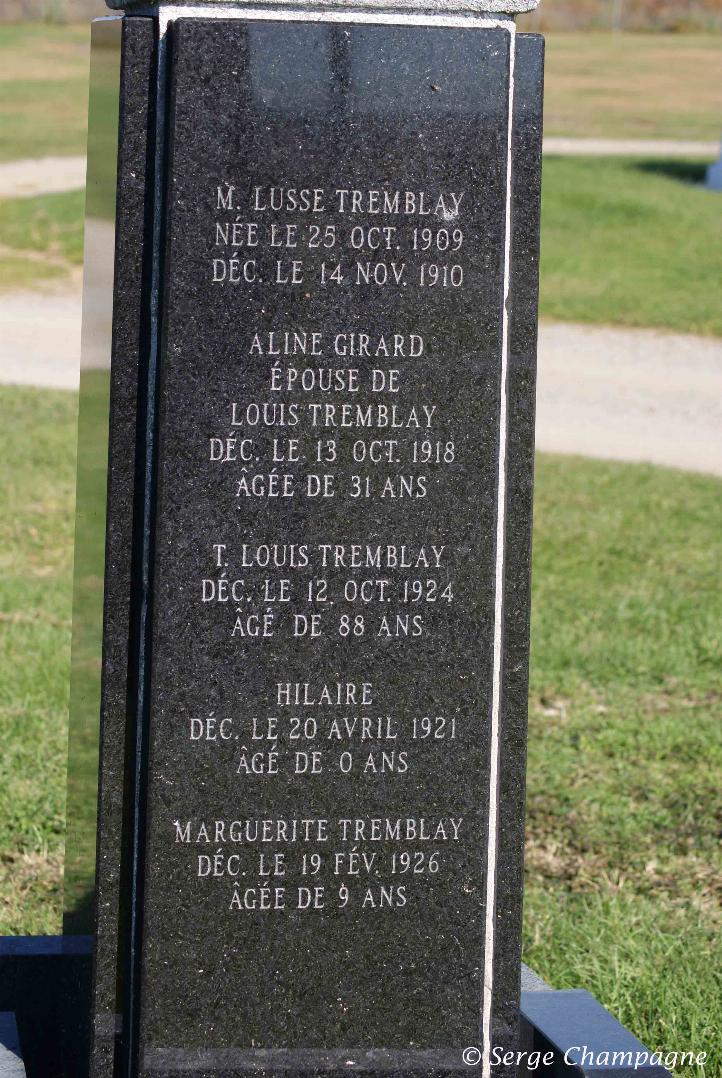 M. LUSSE TREMBLAY
NÉE LE 25 OCT. 1909
DÉC. LE 14 NOV. 1910
ALINE GIRARD
ÉPOUSE DE
LOUIS TREMBLAY
DÉC. LE 13 OCT. 1918
ÂGÉE DE 31 ANS
T. LOUIS TREMBLAY
DÉC. LE 12 OCT. 1924
ÂGÉ DE 88 ANS
HILAIRE
DÉC. LE 20 AVRIL 1921
ÂGÉ DE 0 ANS
MARGUERITE TREMBLAY
DÉC. LE 19 FÉV. 1926
ÂGÉE DE 9 ANS
©Serge Champagne